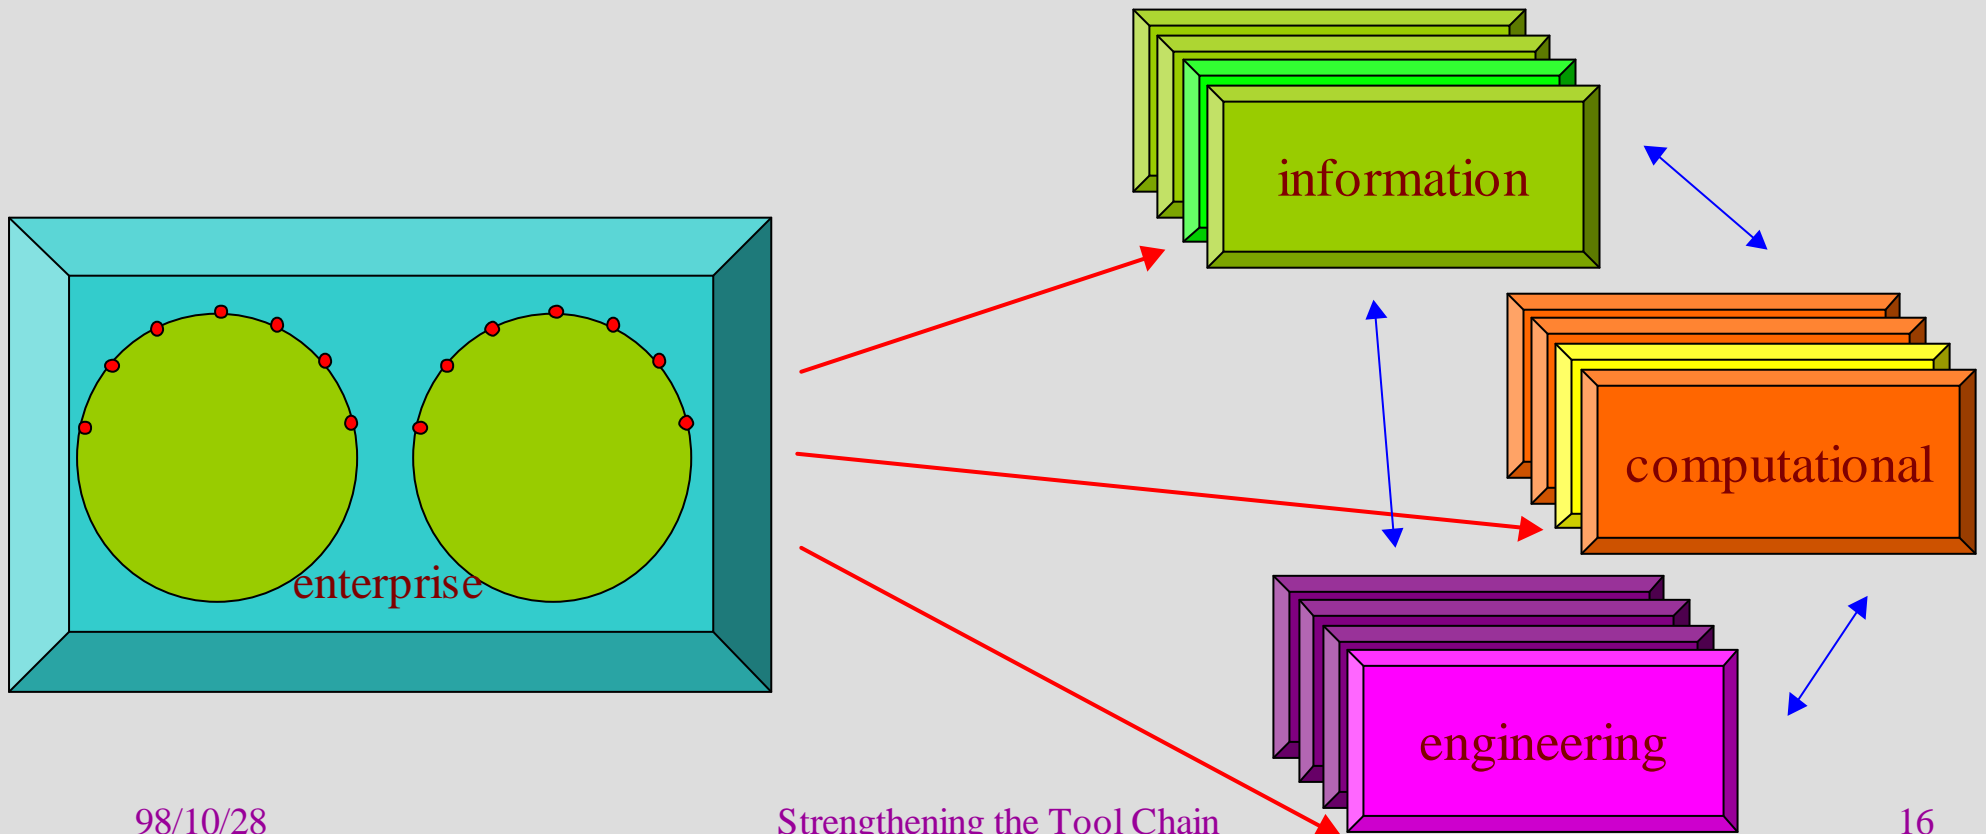 information
computational
enterprise
engineering
98/10/28
Strengthening the Tool Chain
16